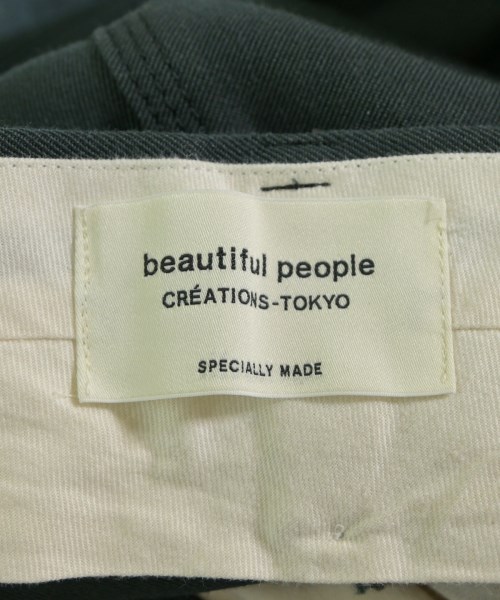 beautiful people
CRÉATIONS-TOKYO
SPECIALLY MADE